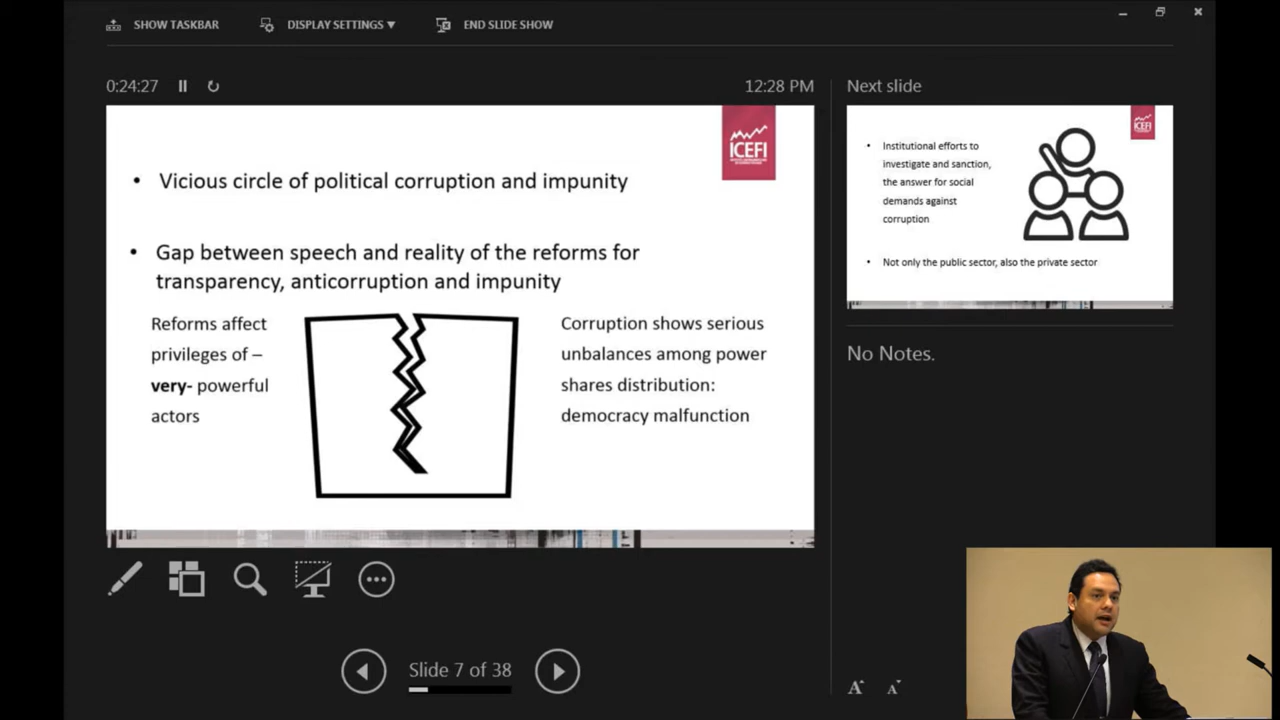 SHOW TASKBAR
DISPLAY SETTINGS ▼
END SLIDE SHOW
0:24:27
12:28 PM
Next slide
ICEFI
• Vicious circle of political corruption and impunity
• Gap between speech and reality of the reforms for
transparency, anticorruption and impunity
Reforms affect
privileges of –
very- powerful
actors
Corruption shows serious
unbalances among power
shares distribution:
democracy malfunction
ICEFI
• Institutional efforts to
investigate and sanction,
the answer for social
demands against
corruption
• Not only the public sector, also the private sector
No Notes.
Slide 7 of 38
A
A